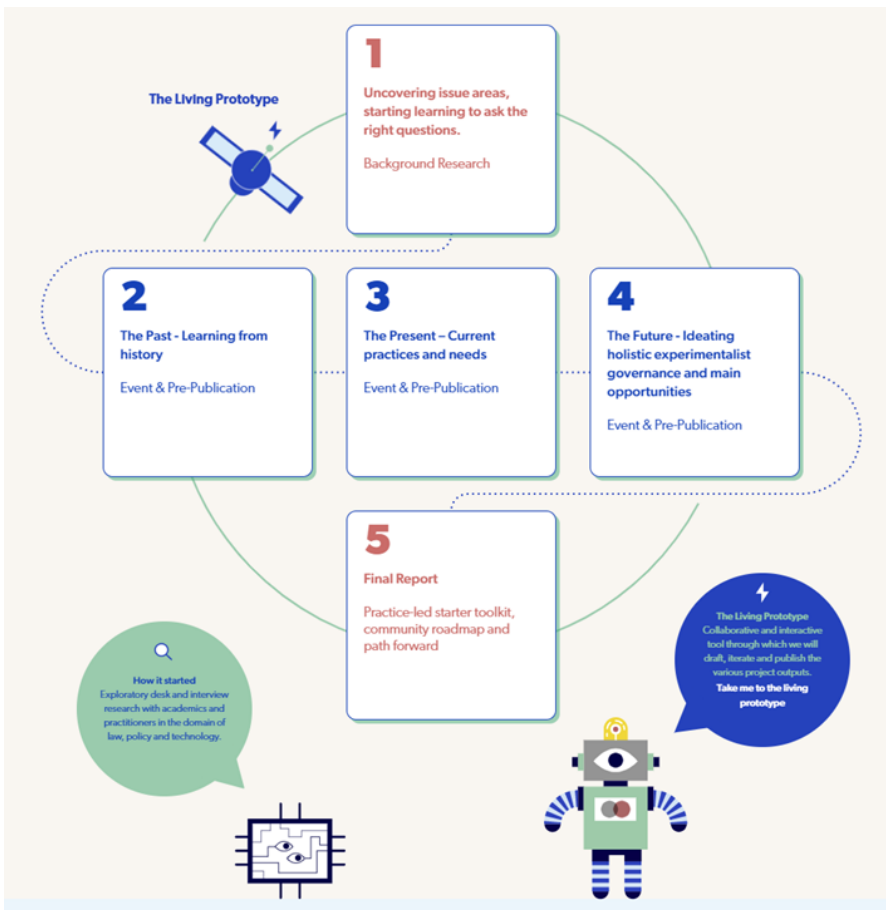 The Living Prototype
1
Uncovering issue areas,
starting learning to ask the
right questions.
Background Research
2
The Past - Learning from
history
Event & Pre-Publication
3
The Present – Current
practices and needs
Event & Pre-Publication
4
The Future - Ideating
holistic experimentalist
governance and main
opportunities
Event & Pre-Publication
5
Final Report
Practice-led starter toolkit,
community roadmap and
path forward
How it started
Exploratory desk and interview
research with academics and
practitioners in the domain of
law, policy and technology.
The Living Prototype
Collaborative and interactive
tool through which we will
draft, iterate and publish the
various project outputs.
Take me to the living
prototype